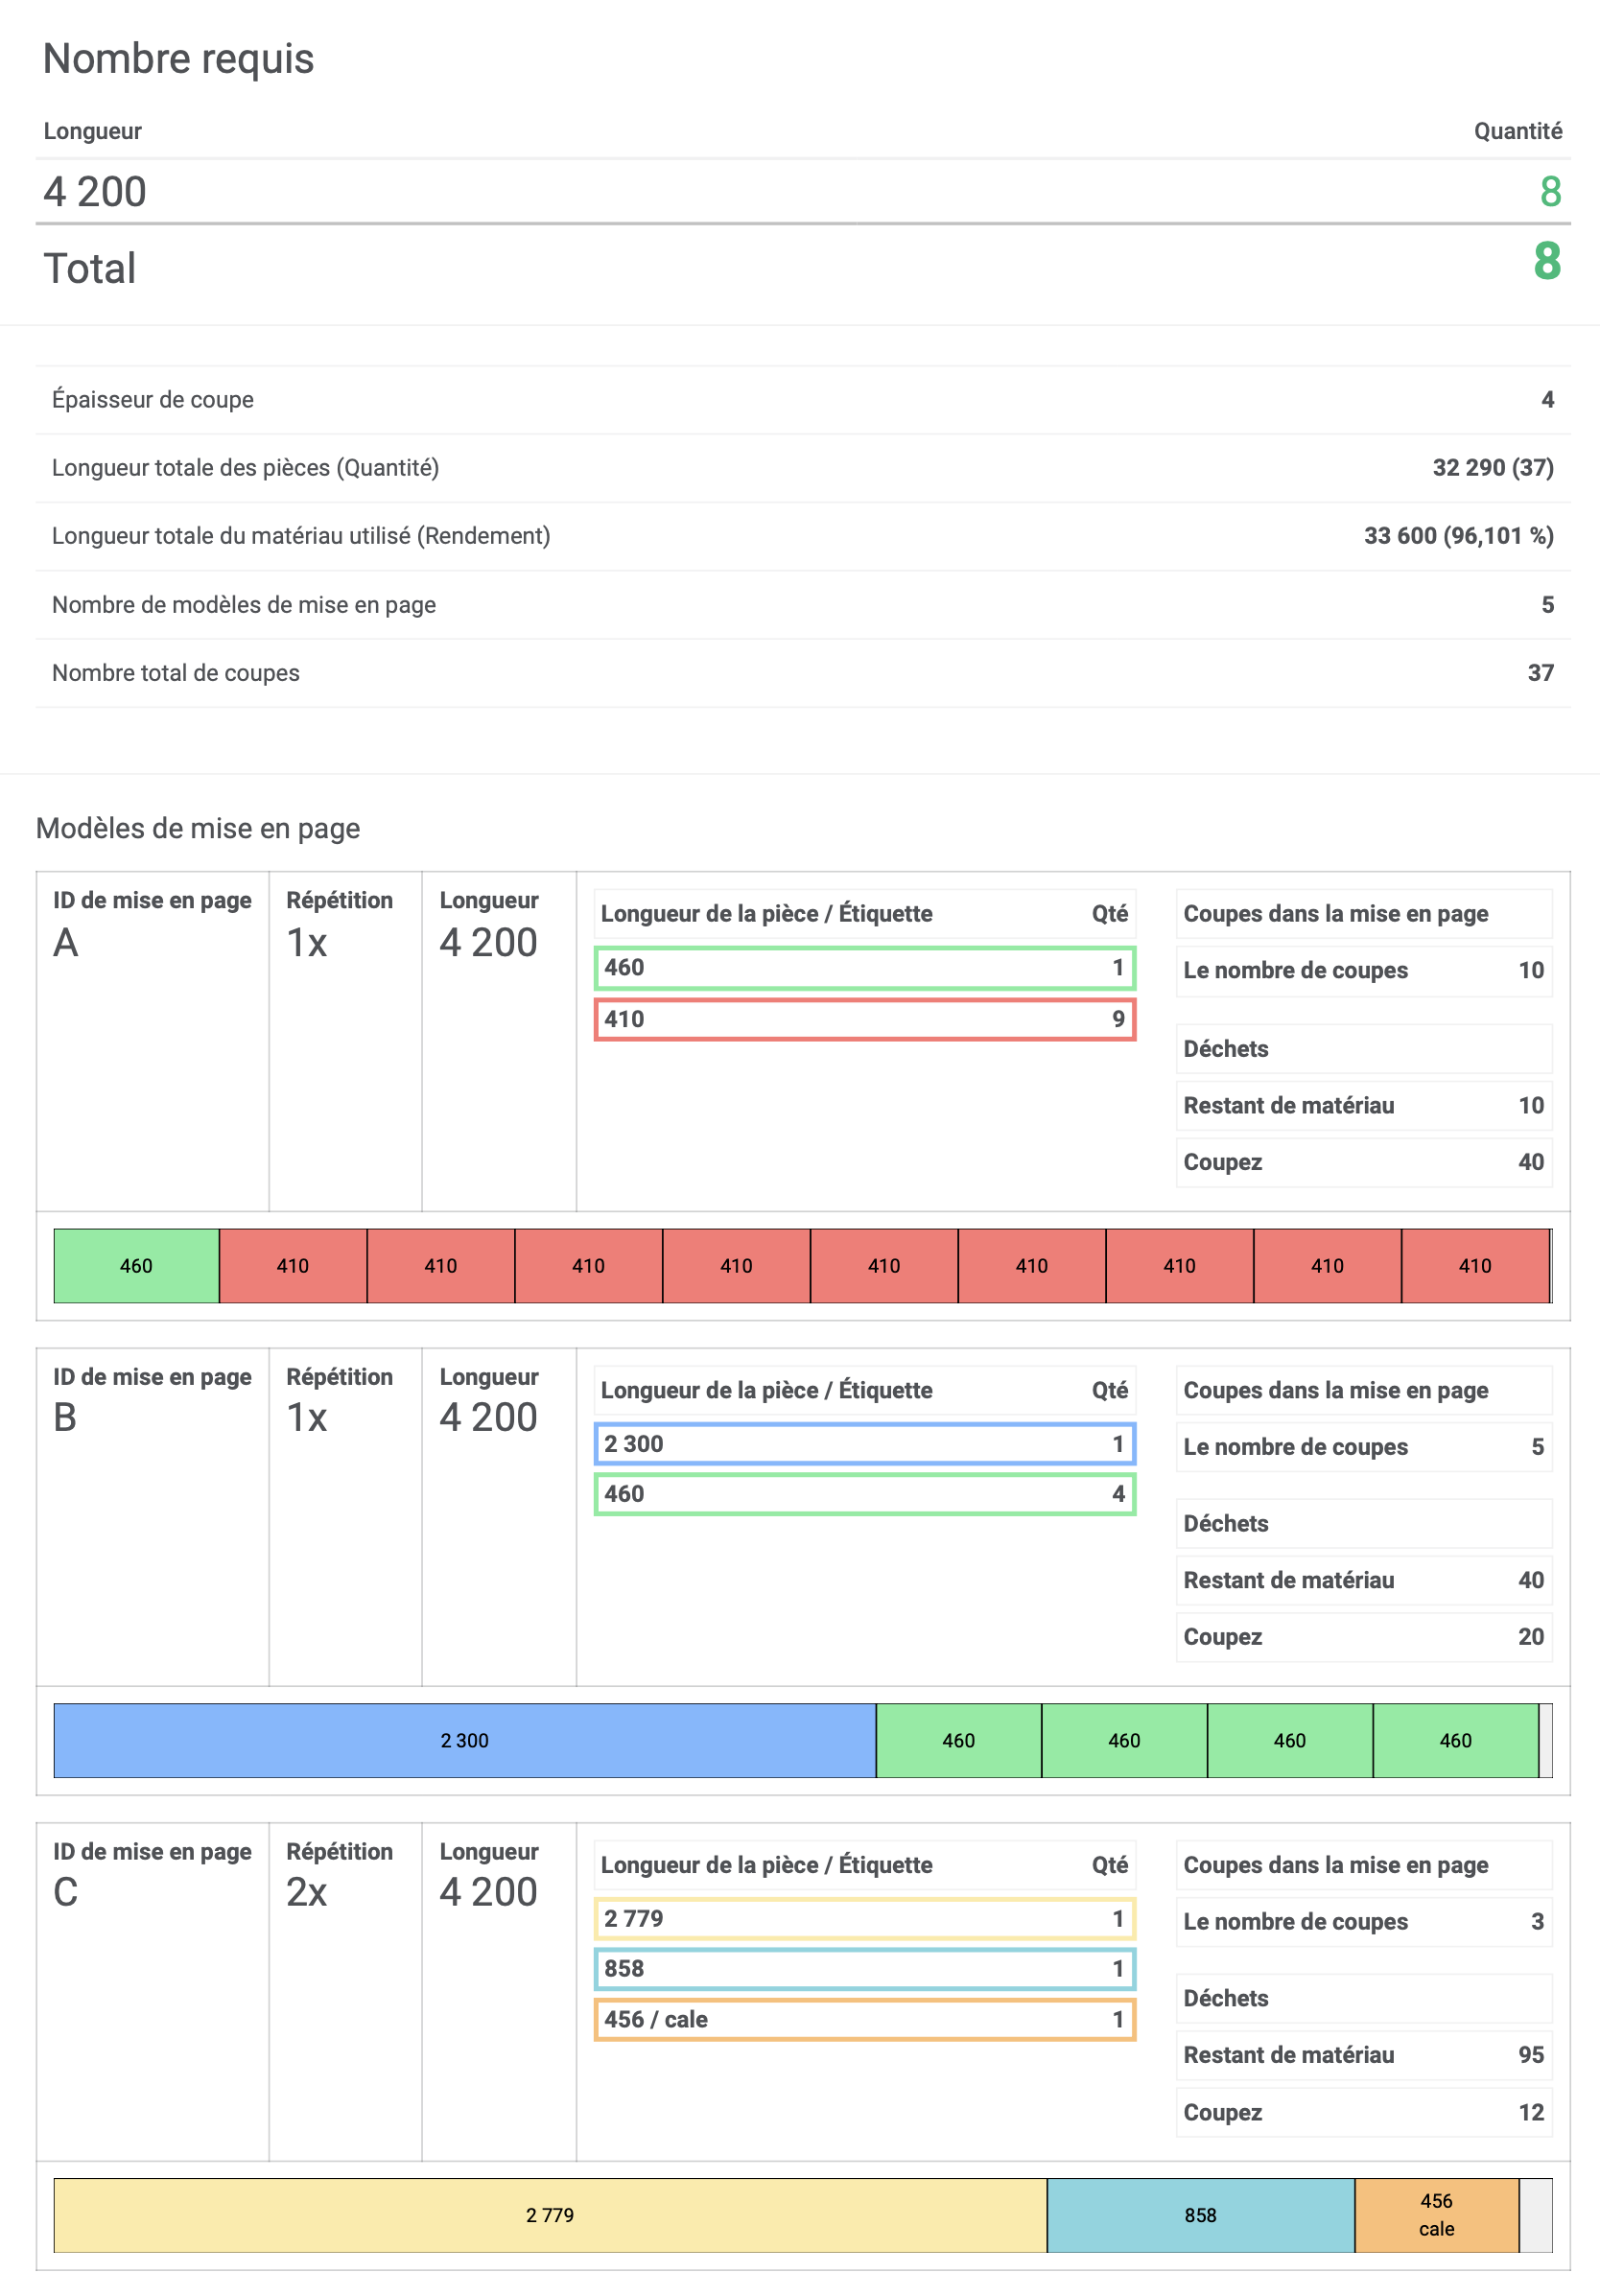 Nombre requis
Longueur Quantité
4 200 8
Total 8
Épaisseur de coupe 4
Longueur totale des pièces (Quantité) 32 290 (37)
Longueur totale du matériau utilisé (Rendement) 33 600 (96,101 %)
Nombre de modèles de mise en page 5
Nombre total de coupes 37
Modèles de mise en page
ID de mise en page Répétition Longueur
A 1x 4 200
Longueur de la pièce / Étiquette Qté
460 1
410 9
Coupes dans la mise en page
Le nombre de coupes 10
Déchets
Restant de matériau 10
Coupez 40
460 410 410 410 410 410 410 410 410 410
ID de mise en page Répétition Longueur
B 1x 4 200
Longueur de la pièce / Étiquette Qté
2 300 1
460 4
Coupes dans la mise en page
Le nombre de coupes 5
Déchets
Restant de matériau 40
Coupez 20
2 300 460 460 460 460
ID de mise en page Répétition Longueur
C 2x 4 200
Longueur de la pièce / Étiquette Qté
2 779 1
858 1
456 / cale 1
Coupes dans la mise en page
Le nombre de coupes 3
Déchets
Restant de matériau 95
Coupez 12
2 779 858 456
cale